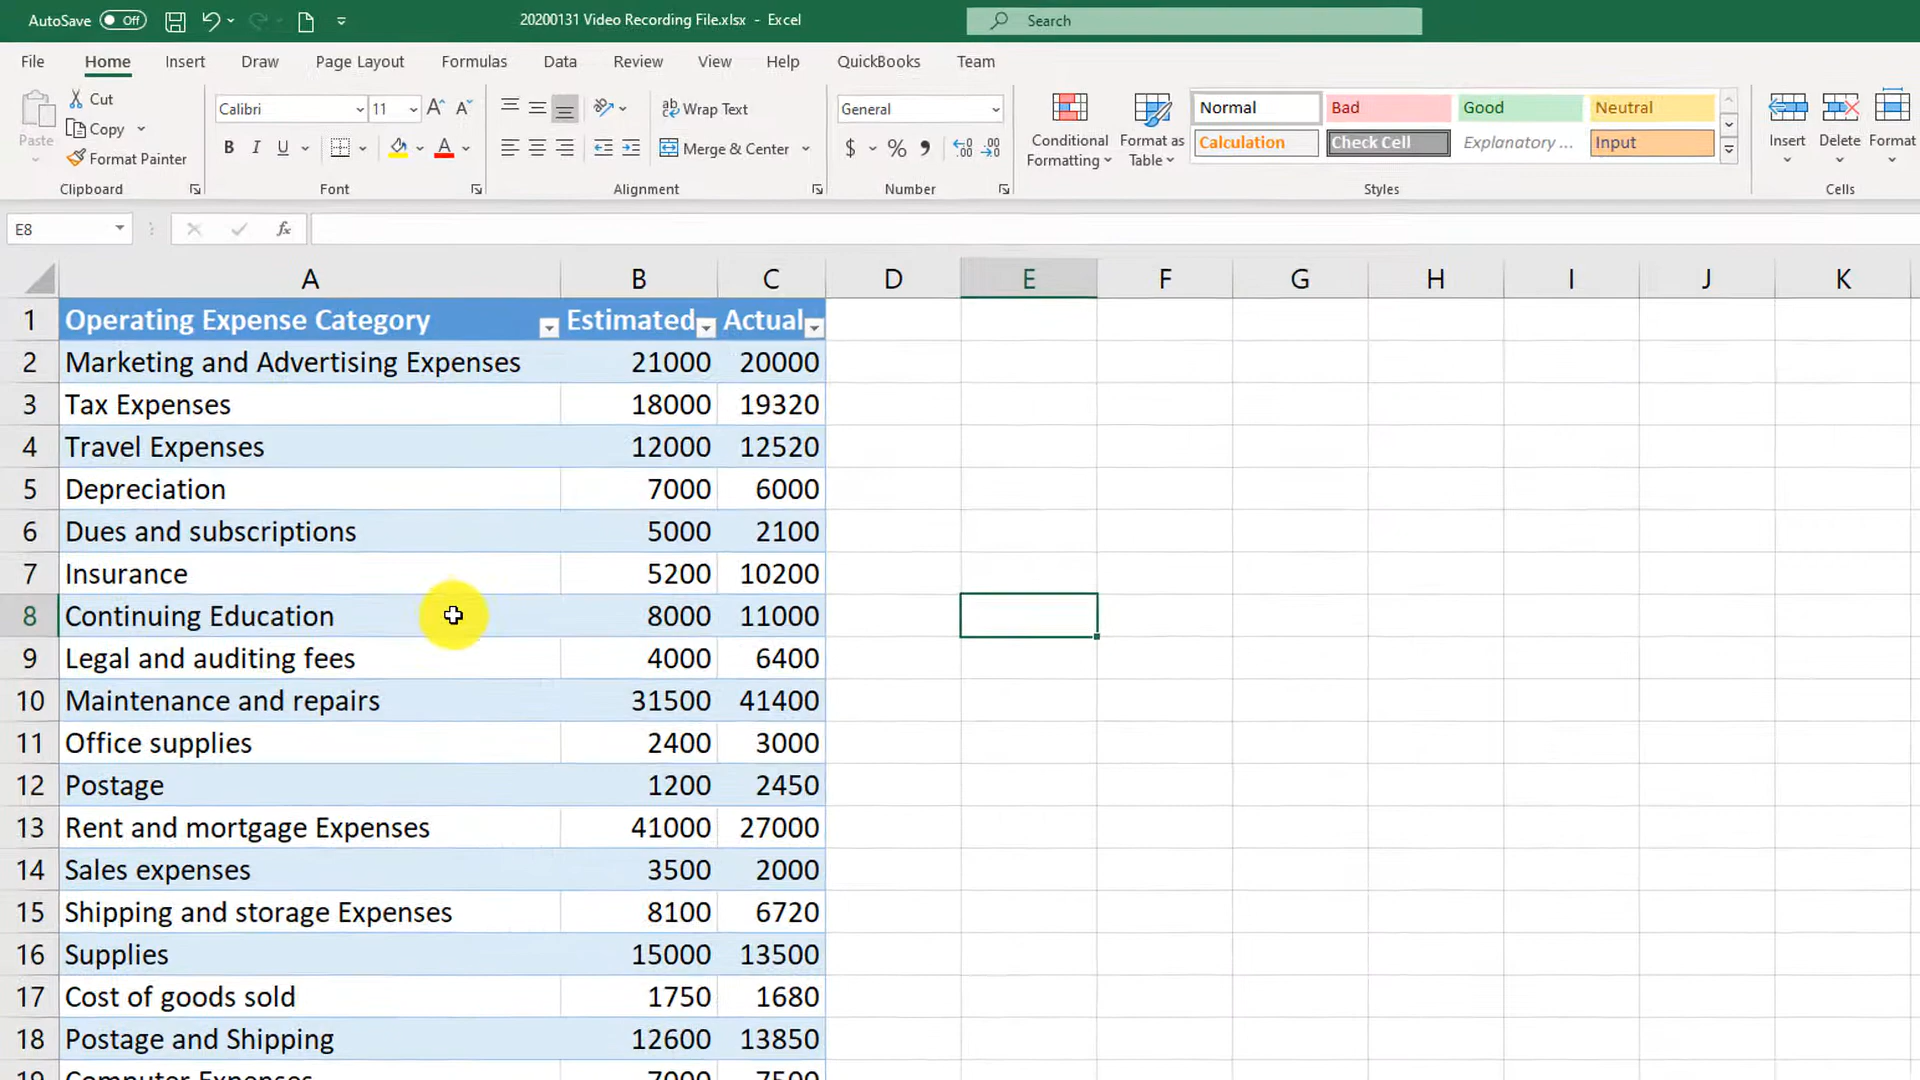 AutoSave Off 20200131 Video Recording File.xlsx - Excel Search
File Home Insert Draw Page Layout Formulas Data Review View Help QuickBooks Team
Paste
Cut
Copy
Format Painter
Clipboard
Calibri 11
B I U A
Font
Wrap Text
Merge & Center
Alignment
General
$ % ,
Number
Conditional Formatting
Format as Table
Normal Bad Good Neutral
Calculation Check Cell Explanatory ... Input
Styles
Insert Delete Format
Cells
E8 fx
A B C D E F G H I J K
1 Operating Expense Category Estimated Actual
2 Marketing and Advertising Expenses 21000 20000
3 Tax Expenses 18000 19320
4 Travel Expenses 12000 12520
5 Depreciation 7000 6000
6 Dues and subscriptions 5000 2100
7 Insurance 5200 10200
8 Continuing Education 8000 11000
9 Legal and auditing fees 4000 6400
10 Maintenance and repairs 31500 41400
11 Office supplies 2400 3000
12 Postage 1200 2450
13 Rent and mortgage Expenses 41000 27000
14 Sales expenses 3500 2000
15 Shipping and storage Expenses 8100 6720
16 Supplies 15000 13500
17 Cost of goods sold 1750 1680
18 Postage and Shipping 12600 13850
19 Computer Expenses 7000 7500